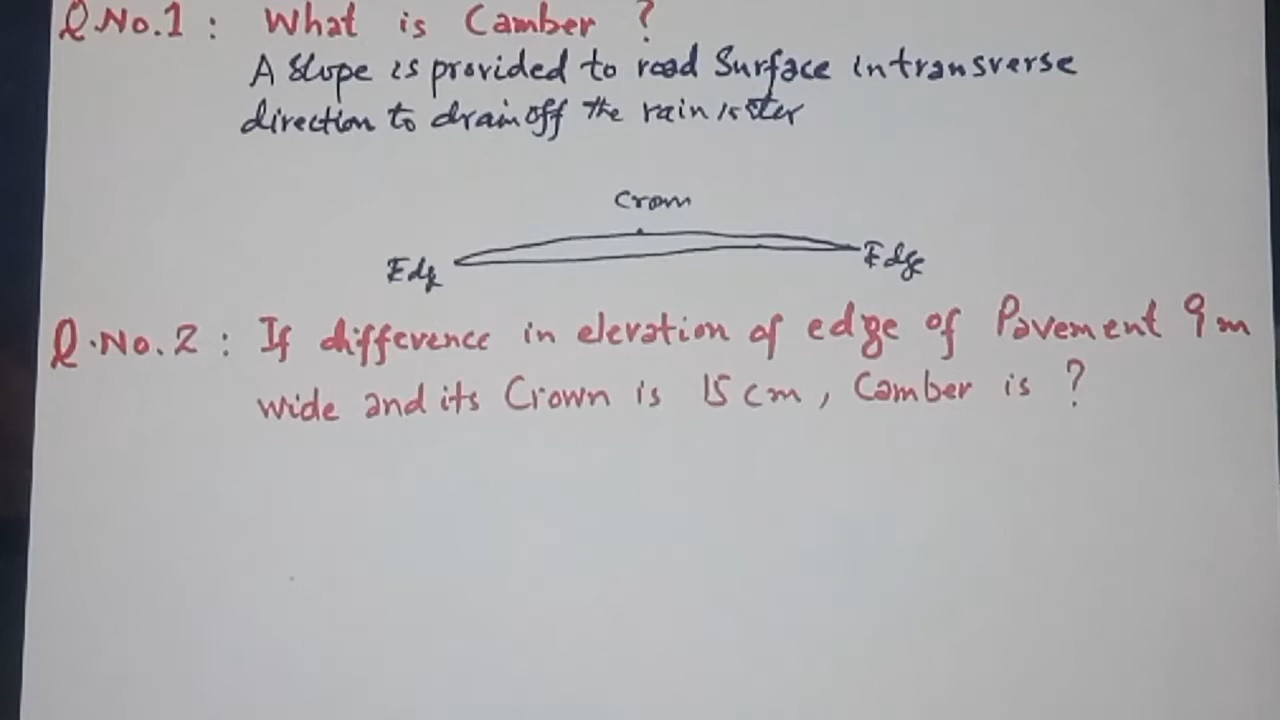 Q.No.1 : What is Camber ?
A Slope is provided to road Surface in transverse
direction to drain off the rain water
Crown
Edge
Edge
Q.No.2 : If difference in elevation of edge of Pavement 9 m
wide and its Crown is 15 cm, Camber is ?